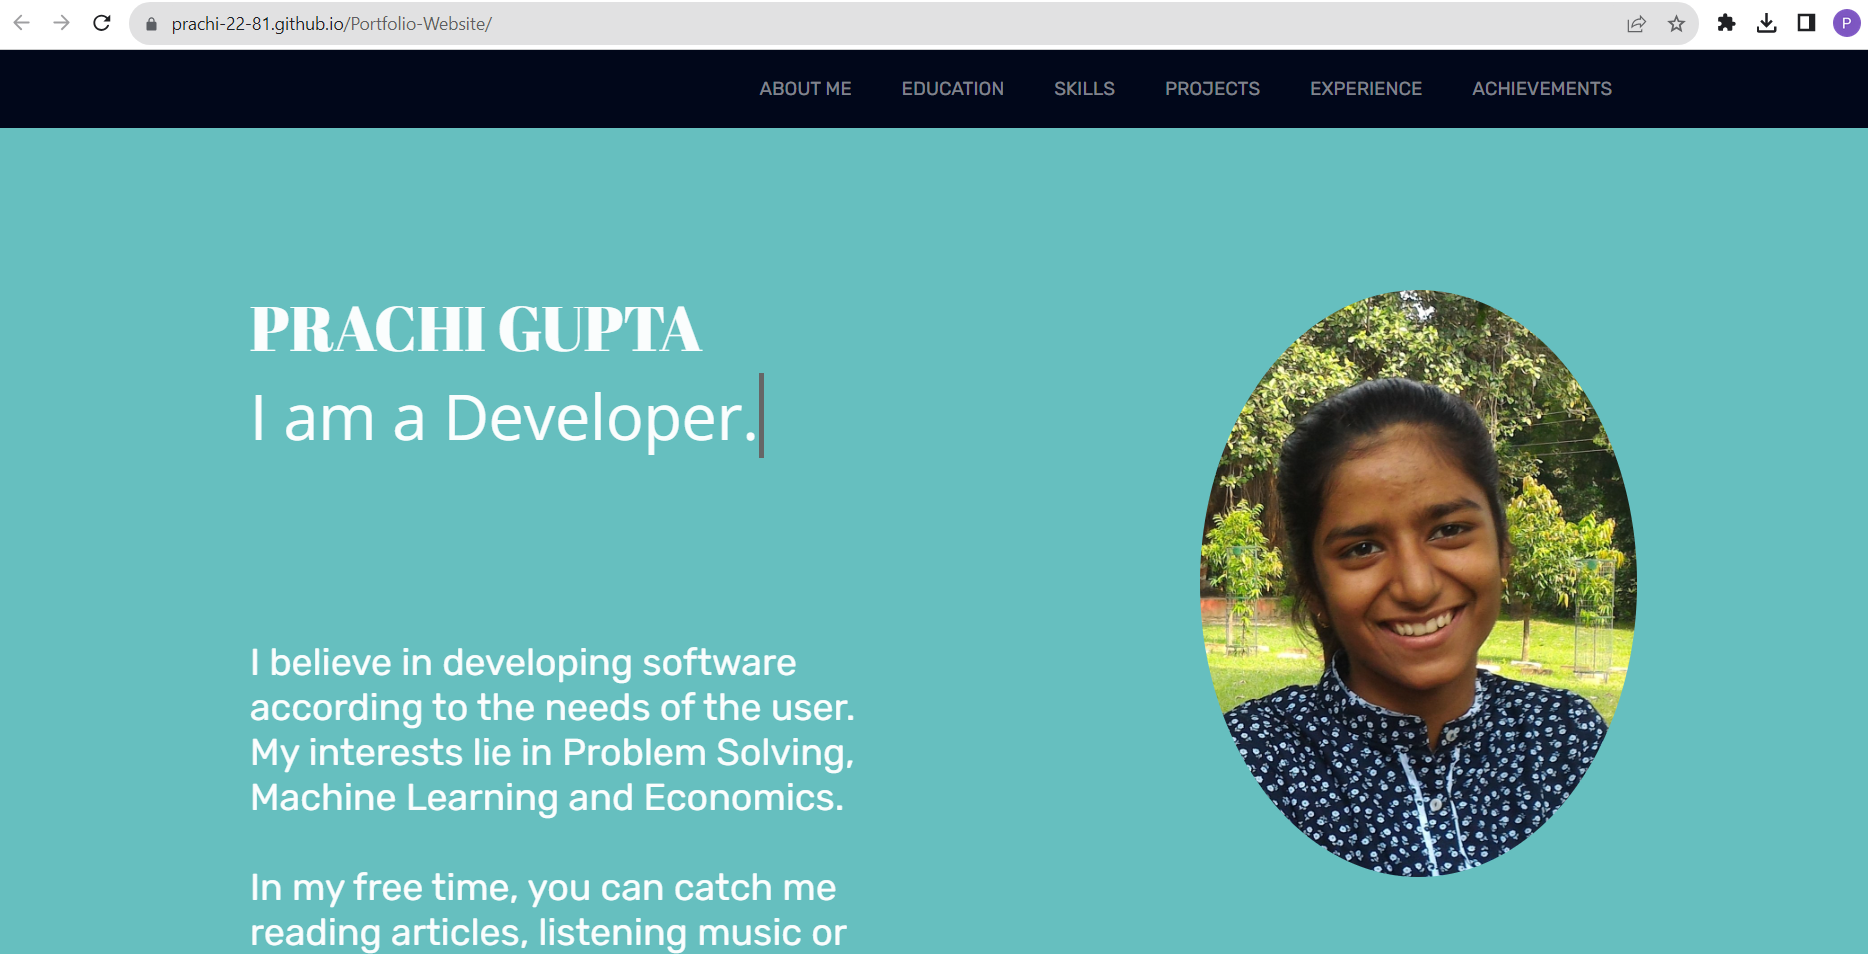 prachi-22-81.github.io/Portfolio-Website/
P
ABOUT ME EDUCATION SKILLS PROJECTS EXPERIENCE ACHIEVEMENTS
PRACHI GUPTA
I am a Developer.
I believe in developing software
according to the needs of the user.
My interests lie in Problem Solving,
Machine Learning and Economics.
In my free time, you can catch me
reading articles, listening music or